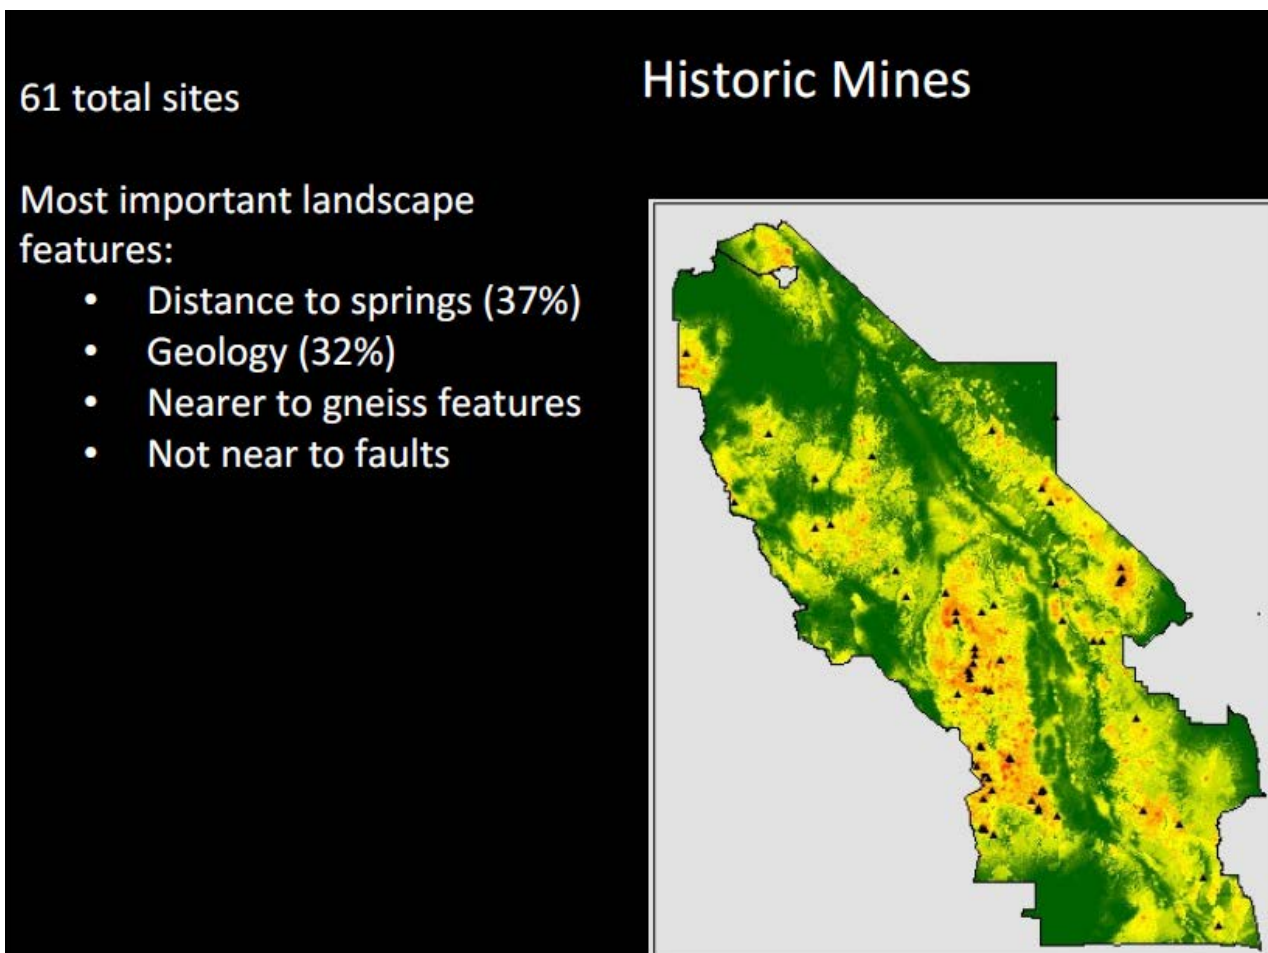 Historic Mines
61 total sites
Most important landscape
features:
• Distance to springs (37%)
• Geology (32%)
• Nearer to gneiss features
• Not near to faults